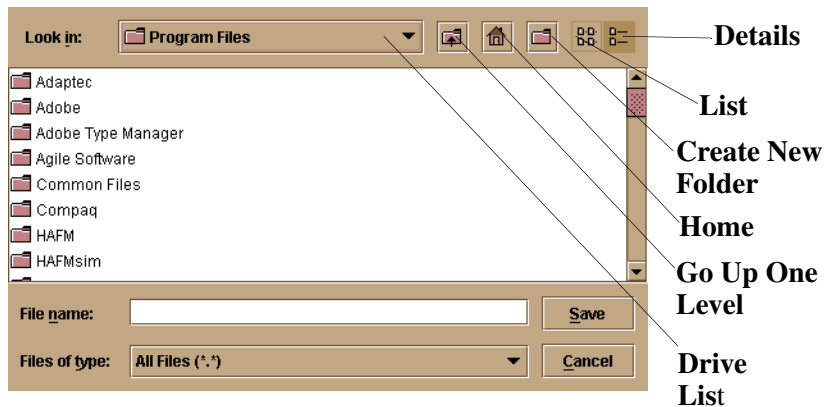 Look in:
Program Files
Details
Adaptec
Adobe
Adobe Type Manager
Agile Software
Common Files
Compaq
HAFM
HAFMsim
List
Create New
Folder
Home
Go Up One
Level
File name:
Save
Files of type:
All Files (*.*)
Cancel
Drive
List